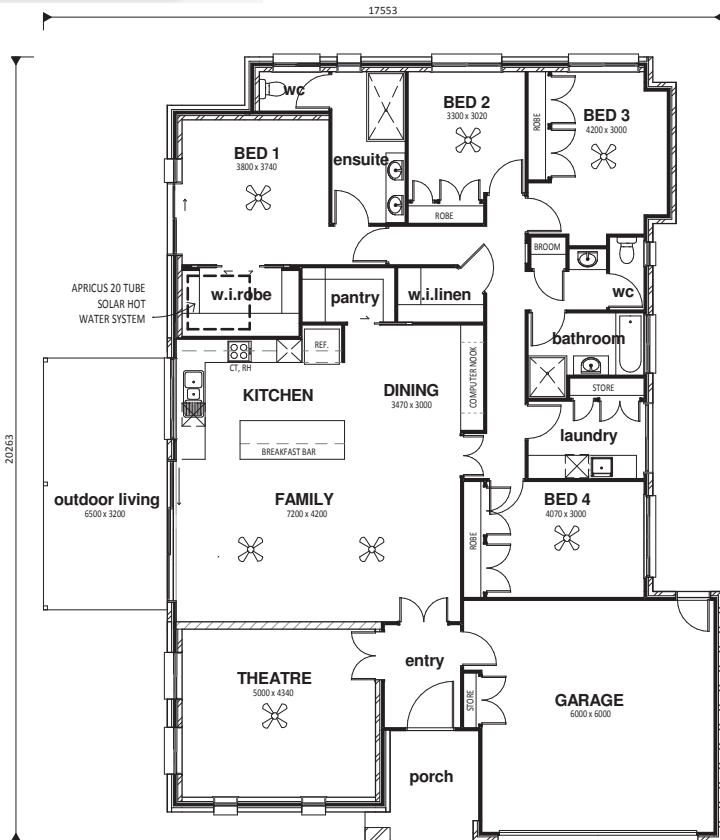 17553
20263
wc
ensuite
BED 2
3300 x 3020
ROBE
BED 3
4200 x 3000
ROBE
BED 1
3800 x 3740
BROOM
wc
APRICUS 20 TUBE
SOLAR HOT
WATER SYSTEM
w.i.robe
pantry
w.i.linen
bathroom
REF.
CT, RH
KITCHEN
DINING
3470 x 3000
COMPUTER NOOK
STORE
laundry
BREAKFAST BAR
outdoor living
6500 x 3200
FAMILY
7200 x 4200
ROBE
BED 4
4070 x 3000
entry
THEATRE
5000 x 4340
STORE
GARAGE
6000 x 6000
porch